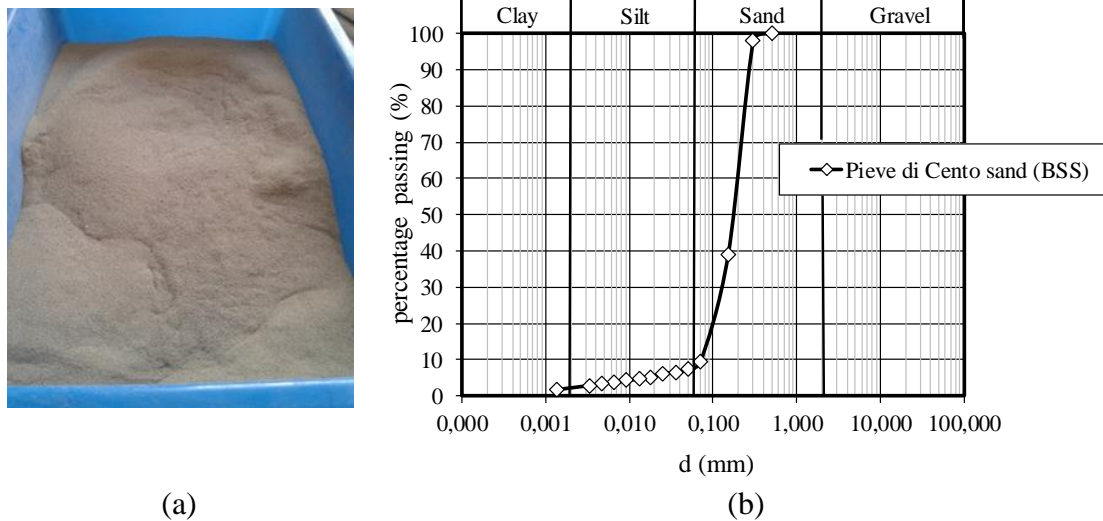 Clay Silt Sand Gravel
100
90
80
70
60
50
40
30
20
10
0
percentage passing (%)
Pieve di Cento sand (BSS)
0,000 0,001 0,010 0,100 1,000 10,000 100,000
d (mm)
(a) (b)